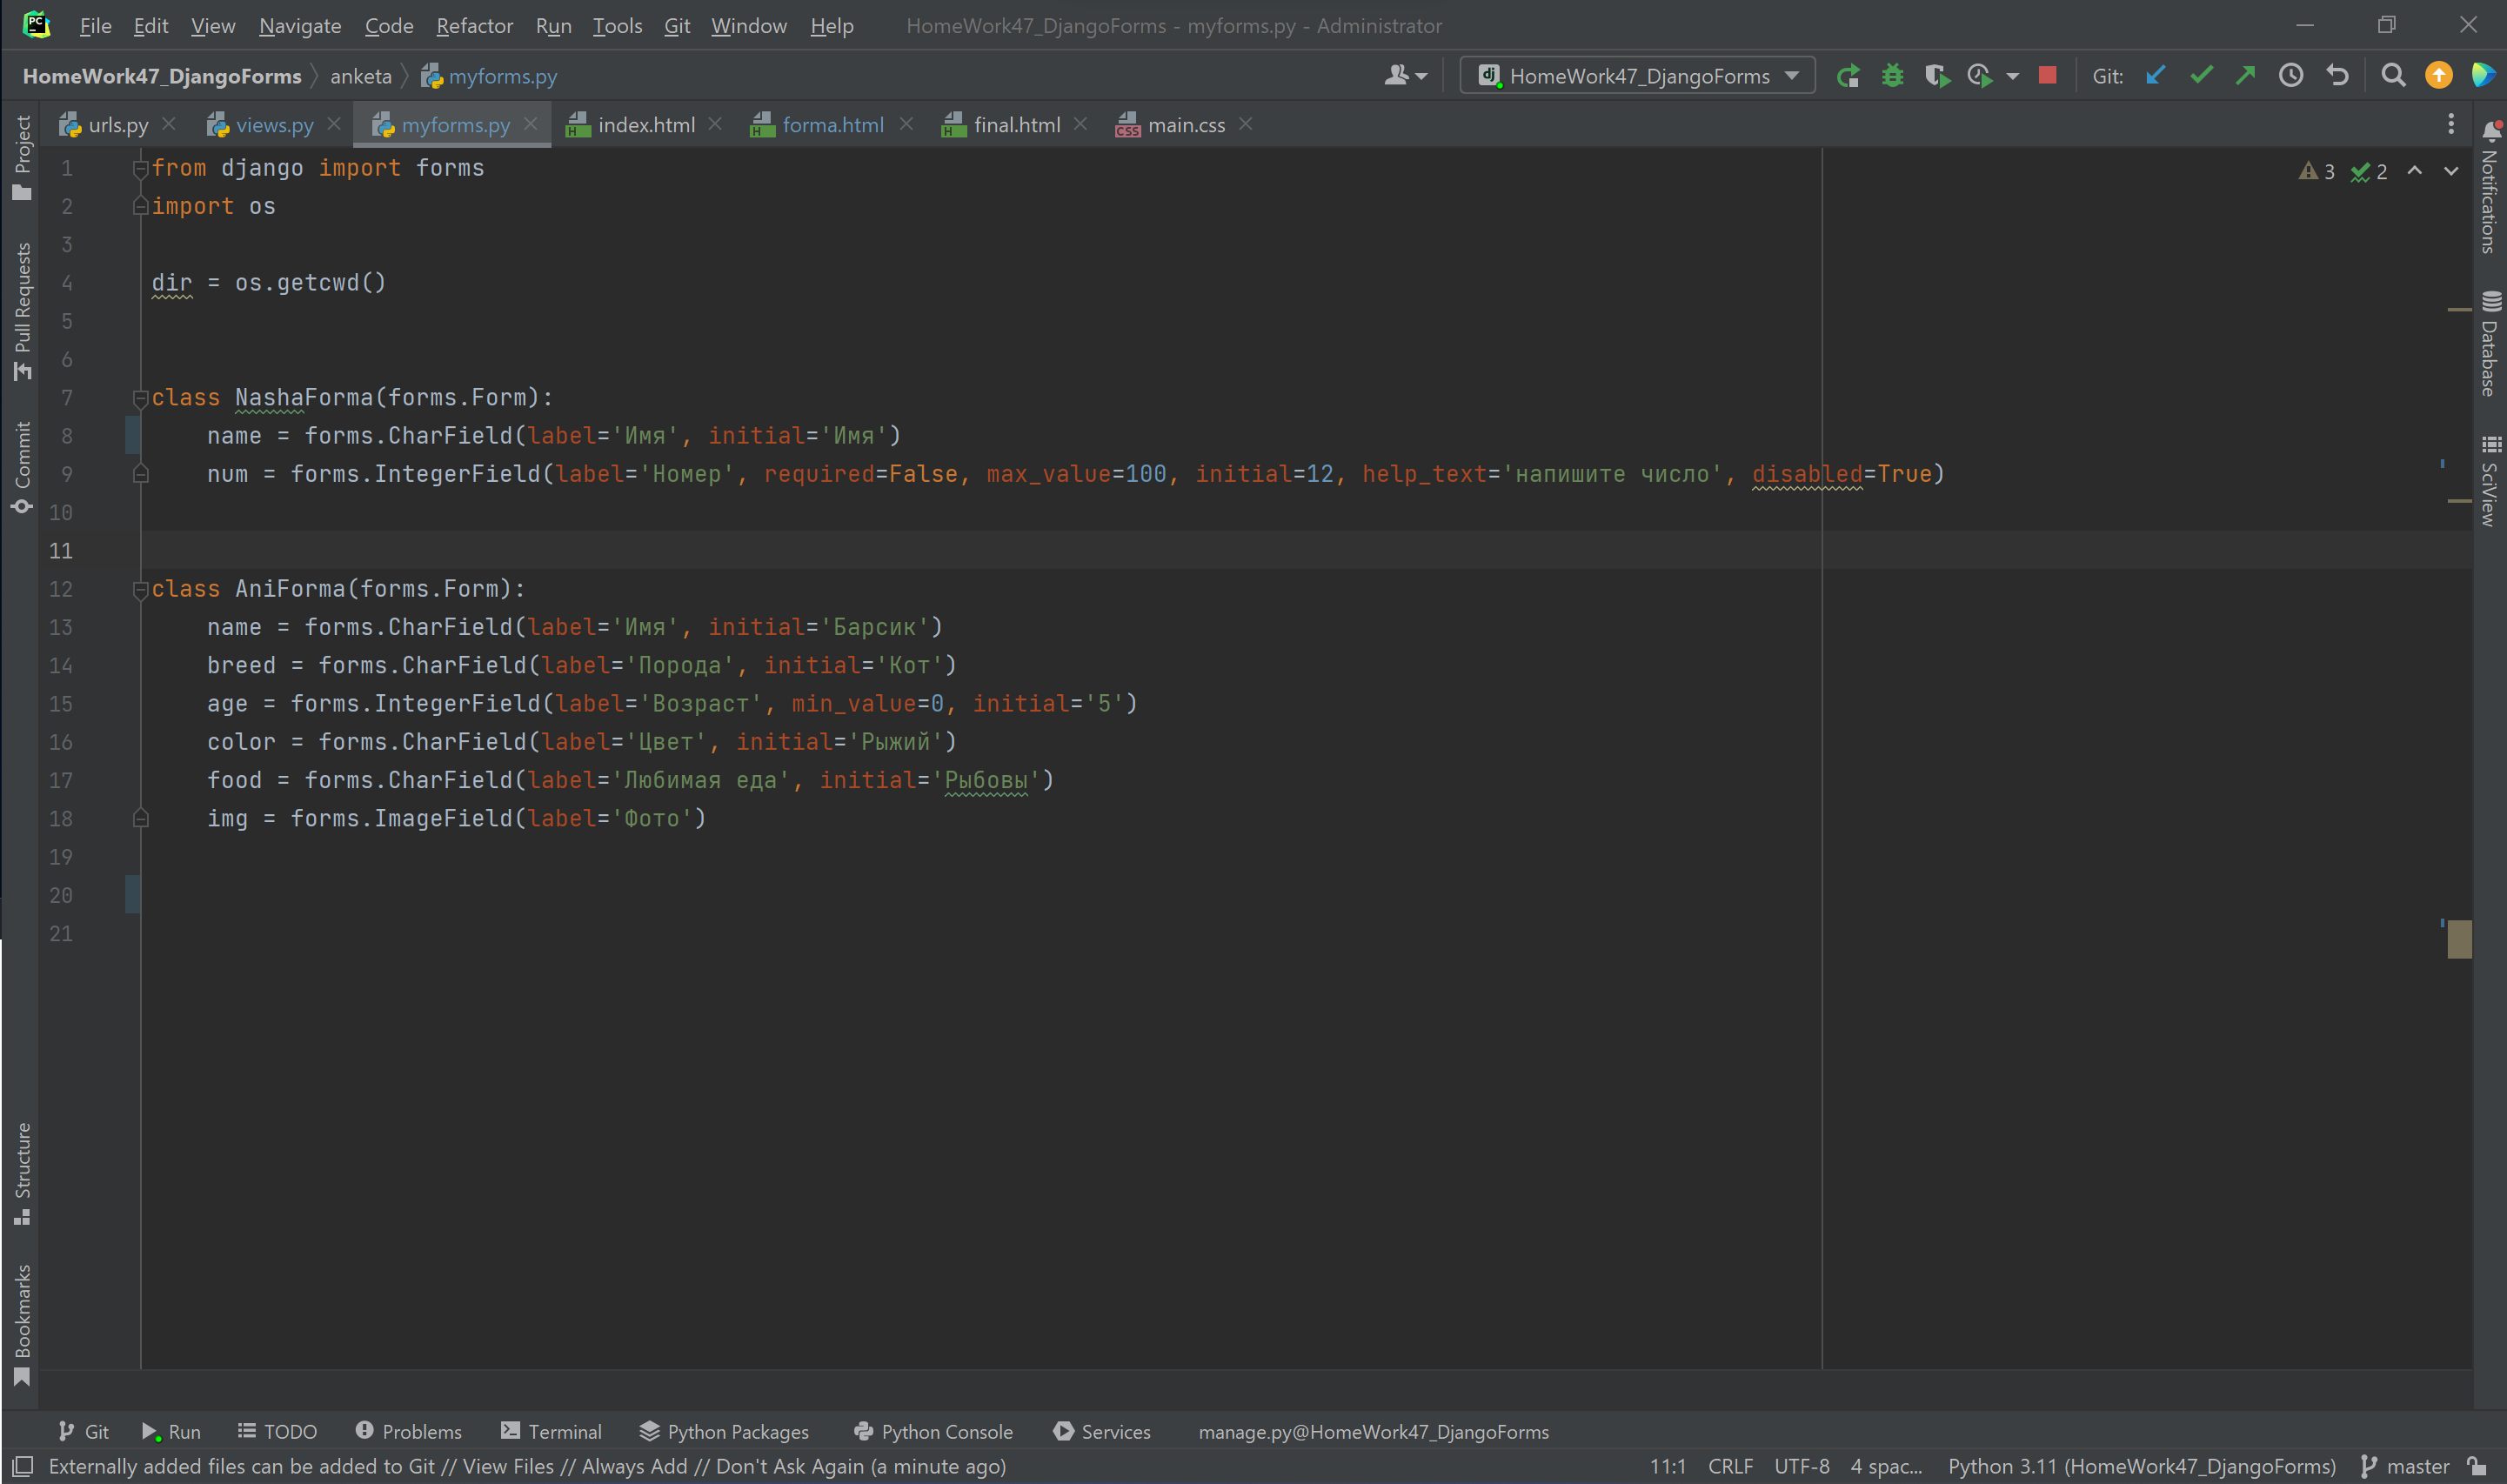 PC
File Edit View Navigate Code Refactor Run Tools Git Window Help HomeWork47_DjangoForms - myforms.py - Administrator
HomeWork47_DjangoForms anketa myforms.py dj HomeWork47_DjangoForms Git:
urls.py views.py myforms.py H index.html H forma.html H final.html CSS main.css
Project
Pull Requests
Commit
Structure
Bookmarks
3 2
1 from django import forms
2 import os
3
4 dir = os.getcwd()
5
6
7 class NashaForma(forms.Form):
8 name = forms.CharField(label='Имя', initial='Имя')
9 num = forms.IntegerField(label='Номер', required=False, max_value=100, initial=12, help_text='напишите число', disabled=True)
10
11
12 class AniForma(forms.Form):
13 name = forms.CharField(label='Имя', initial='Барсик')
14 breed = forms.CharField(label='Порода', initial='Кот')
15 age = forms.IntegerField(label='Возраст', min_value=0, initial='5')
16 color = forms.CharField(label='Цвет', initial='Рыжий')
17 food = forms.CharField(label='Любимая еда', initial='Рыбовы')
18 img = forms.ImageField(label='Фото')
19
20
21
Notifications
Database
SciView
Git Run TODO Problems Terminal Python Packages Python Console Services manage.py@HomeWork47_DjangoForms
Externally added files can be added to Git // View Files // Always Add // Don't Ask Again (a minute ago) 11:1 CRLF UTF-8 4 spac... Python 3.11 (HomeWork47_DjangoForms) master